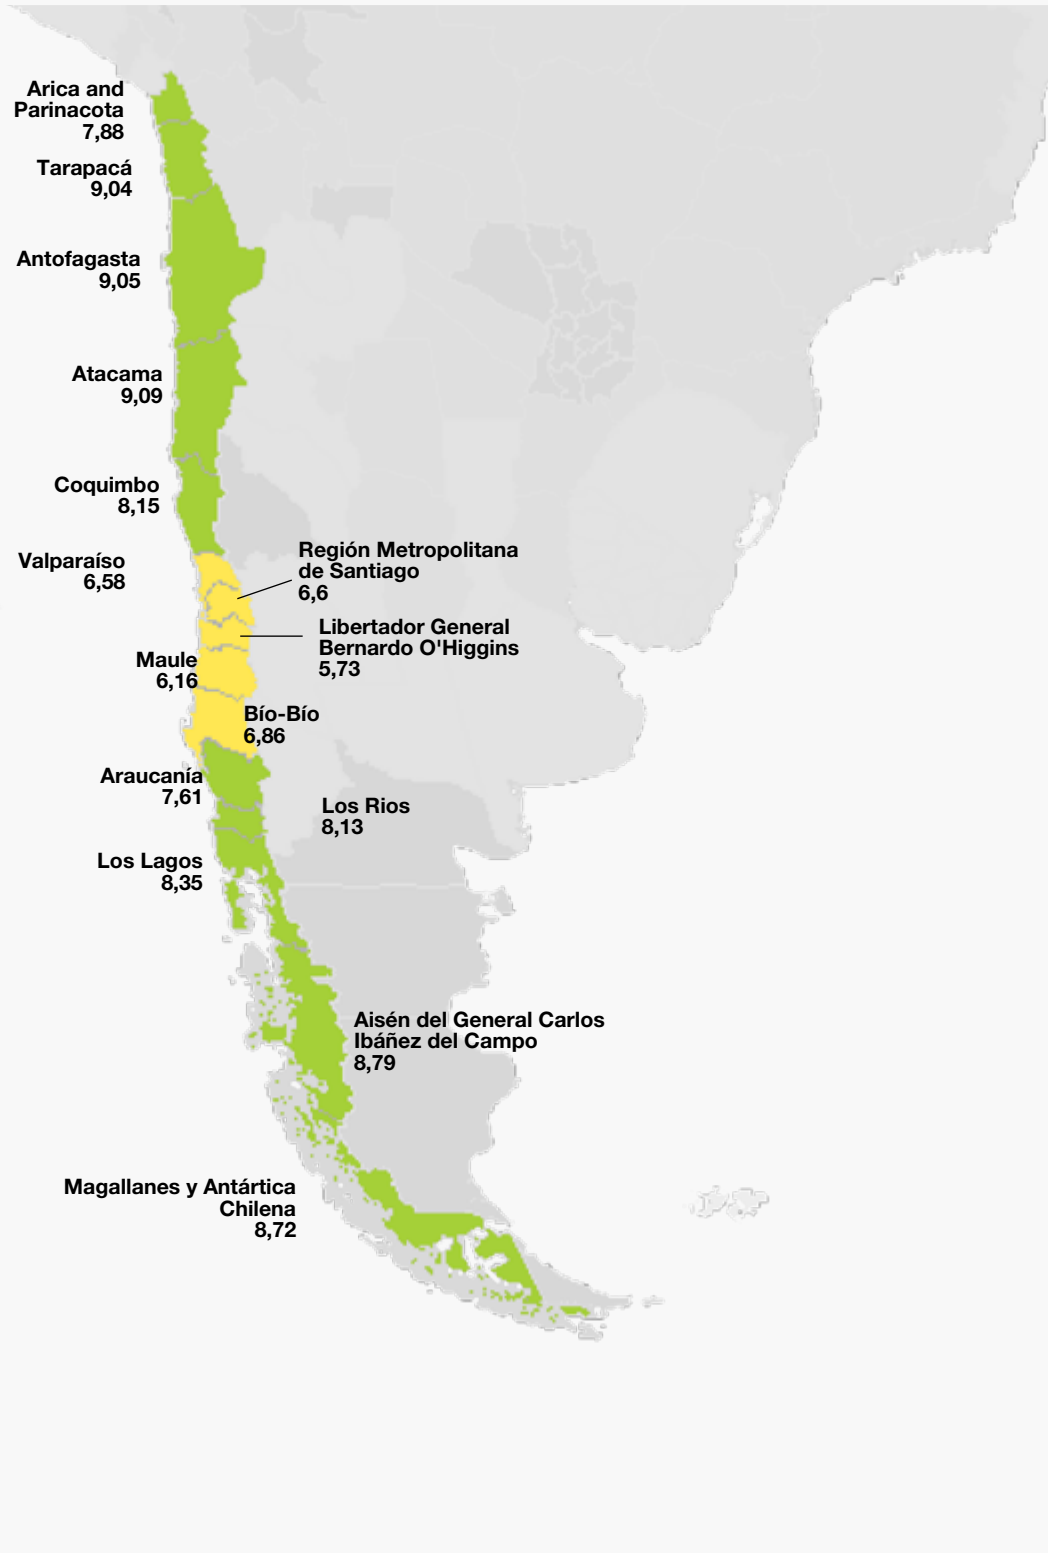 Arica and
Parinacota
7,88
Tarapacá
9,04
Antofagasta
9,05
Atacama
9,09
Coquimbo
8,15
Valparaíso
6,58
Región Metropolitana
de Santiago
6,6
Libertador General
Bernardo O'Higgins
5,73
Maule
6,16
Bío-Bío
6,86
Araucanía
7,61
Los Rios
8,13
Los Lagos
8,35
Aisén del General Carlos
Ibáñez del Campo
8,79
Magallanes y Antártica
Chilena
8,72